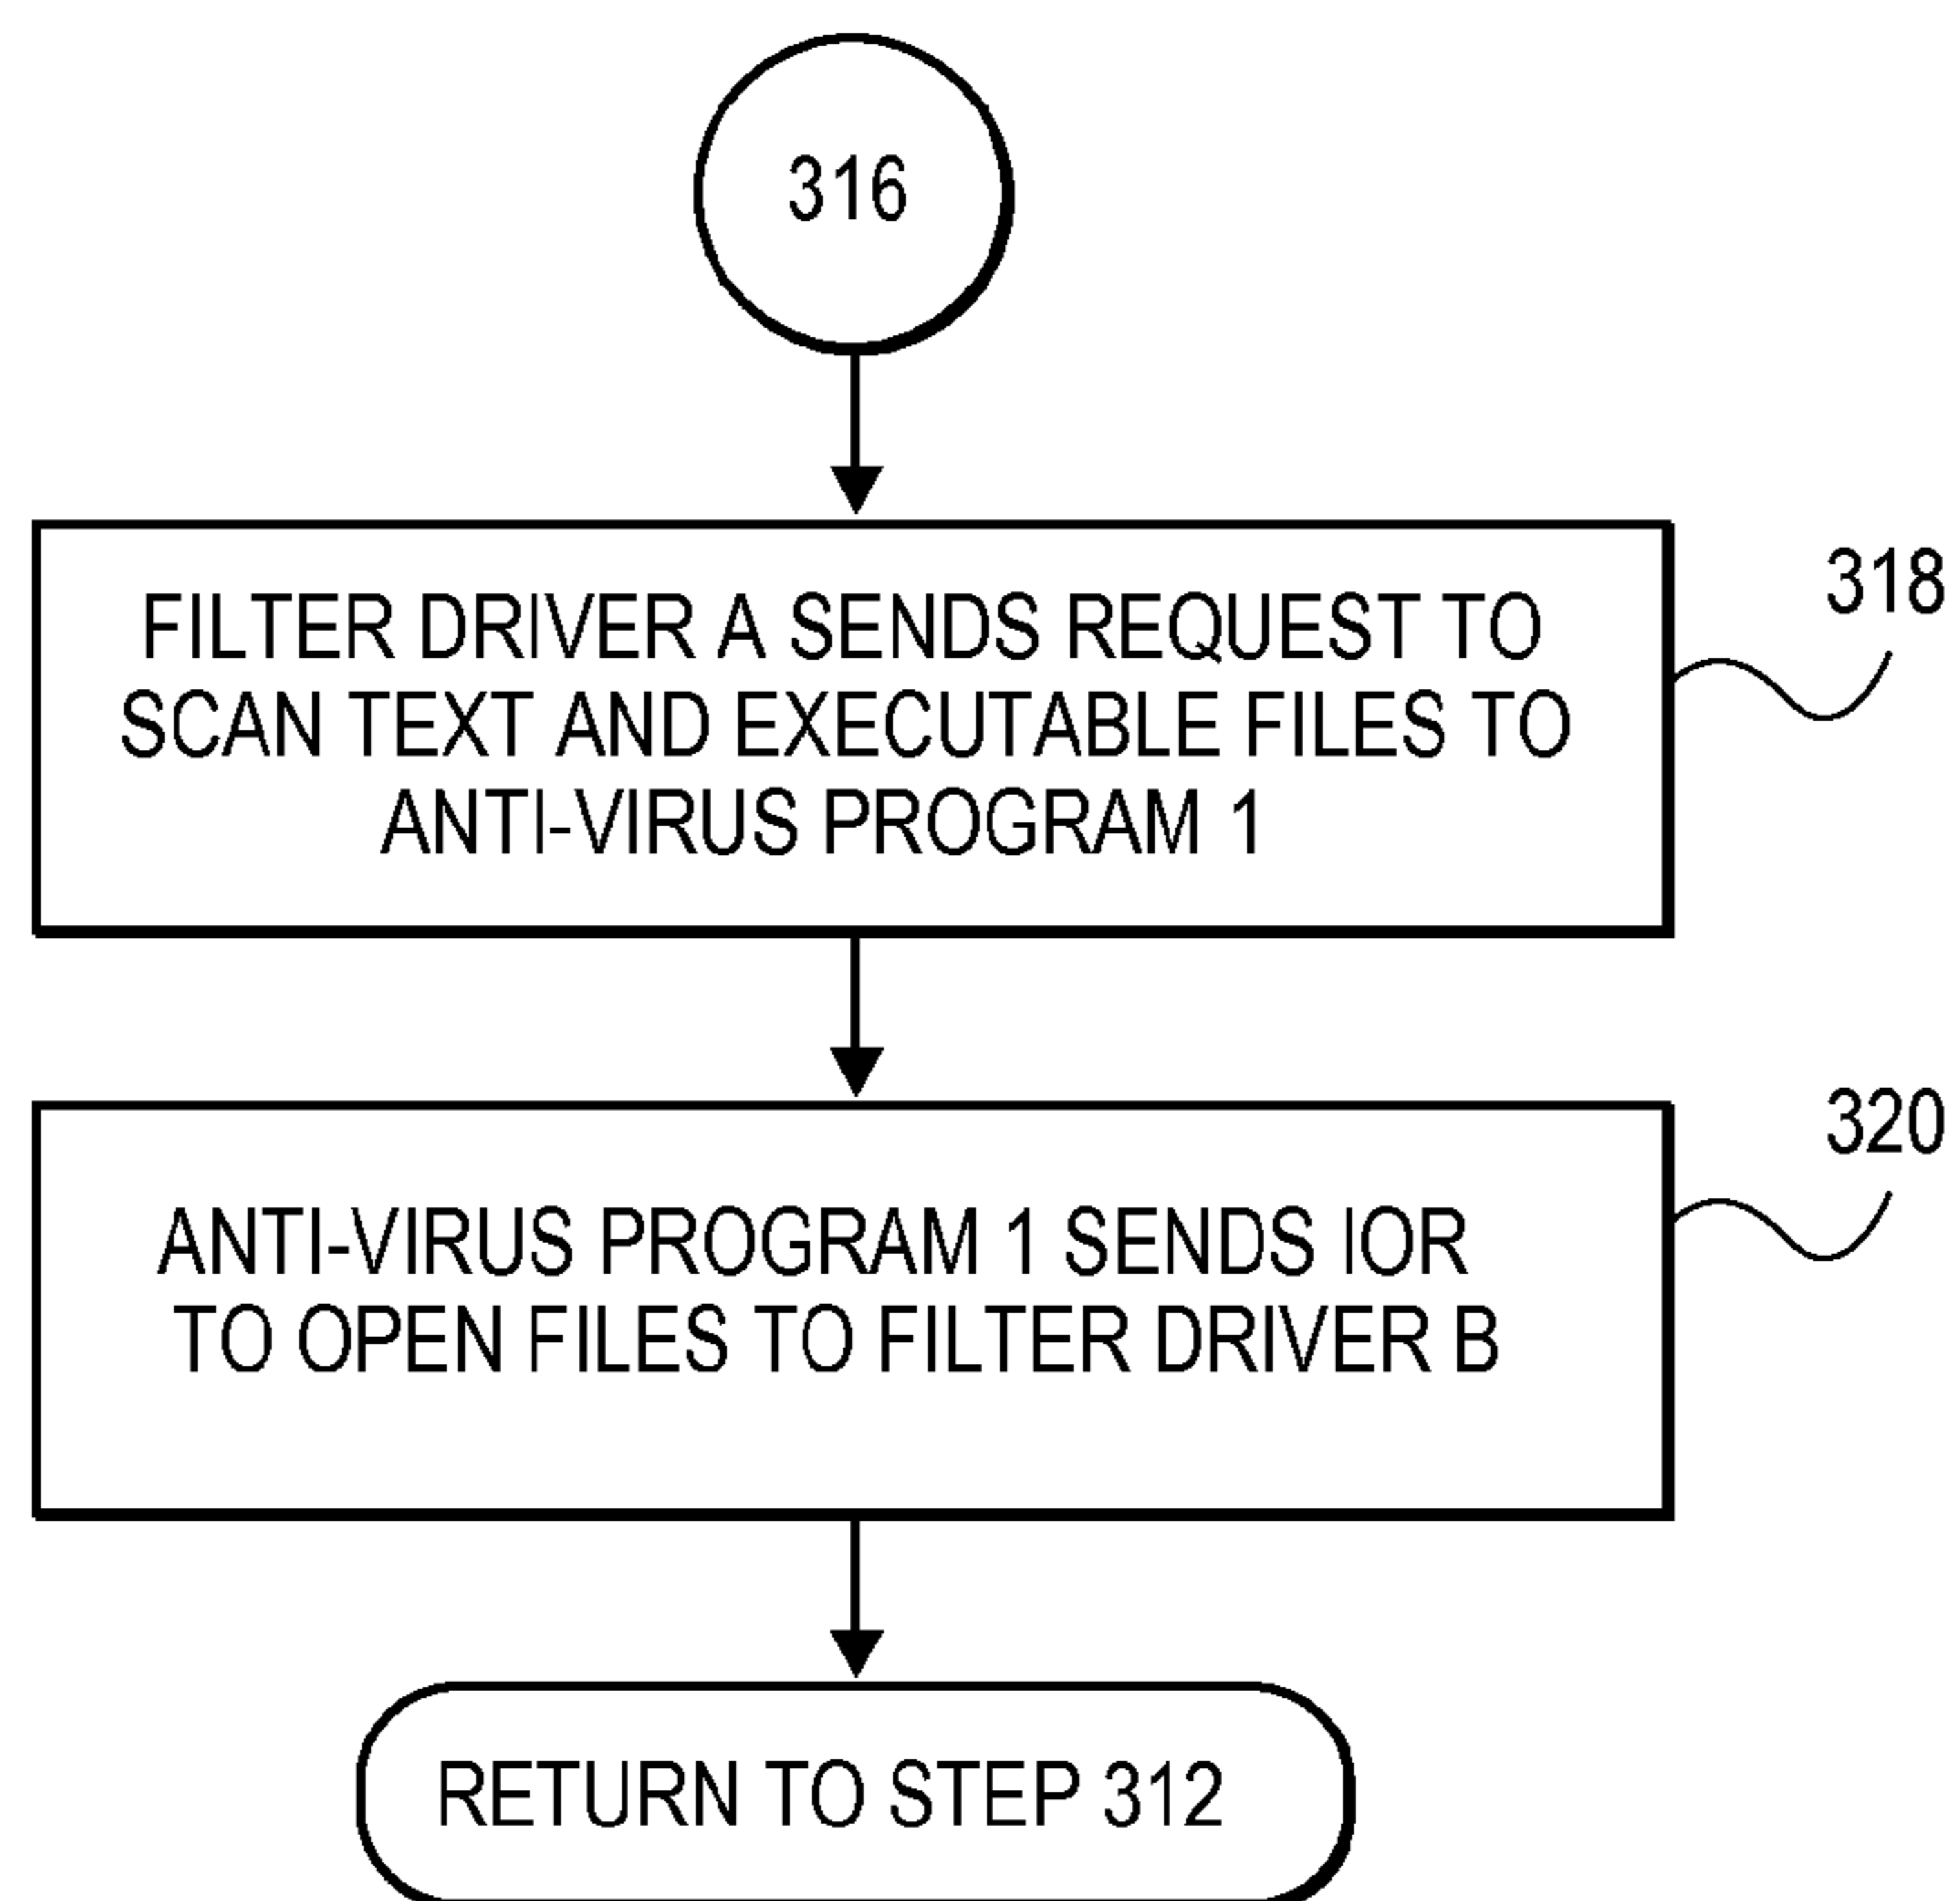 316
FILTER DRIVER A SENDS REQUEST TO
SCAN TEXT AND EXECUTABLE FILES TO
ANTI-VIRUS PROGRAM 1
318
ANTI-VIRUS PROGRAM 1 SENDS IOR
TO OPEN FILES TO FILTER DRIVER B
320
RETURN TO STEP 312